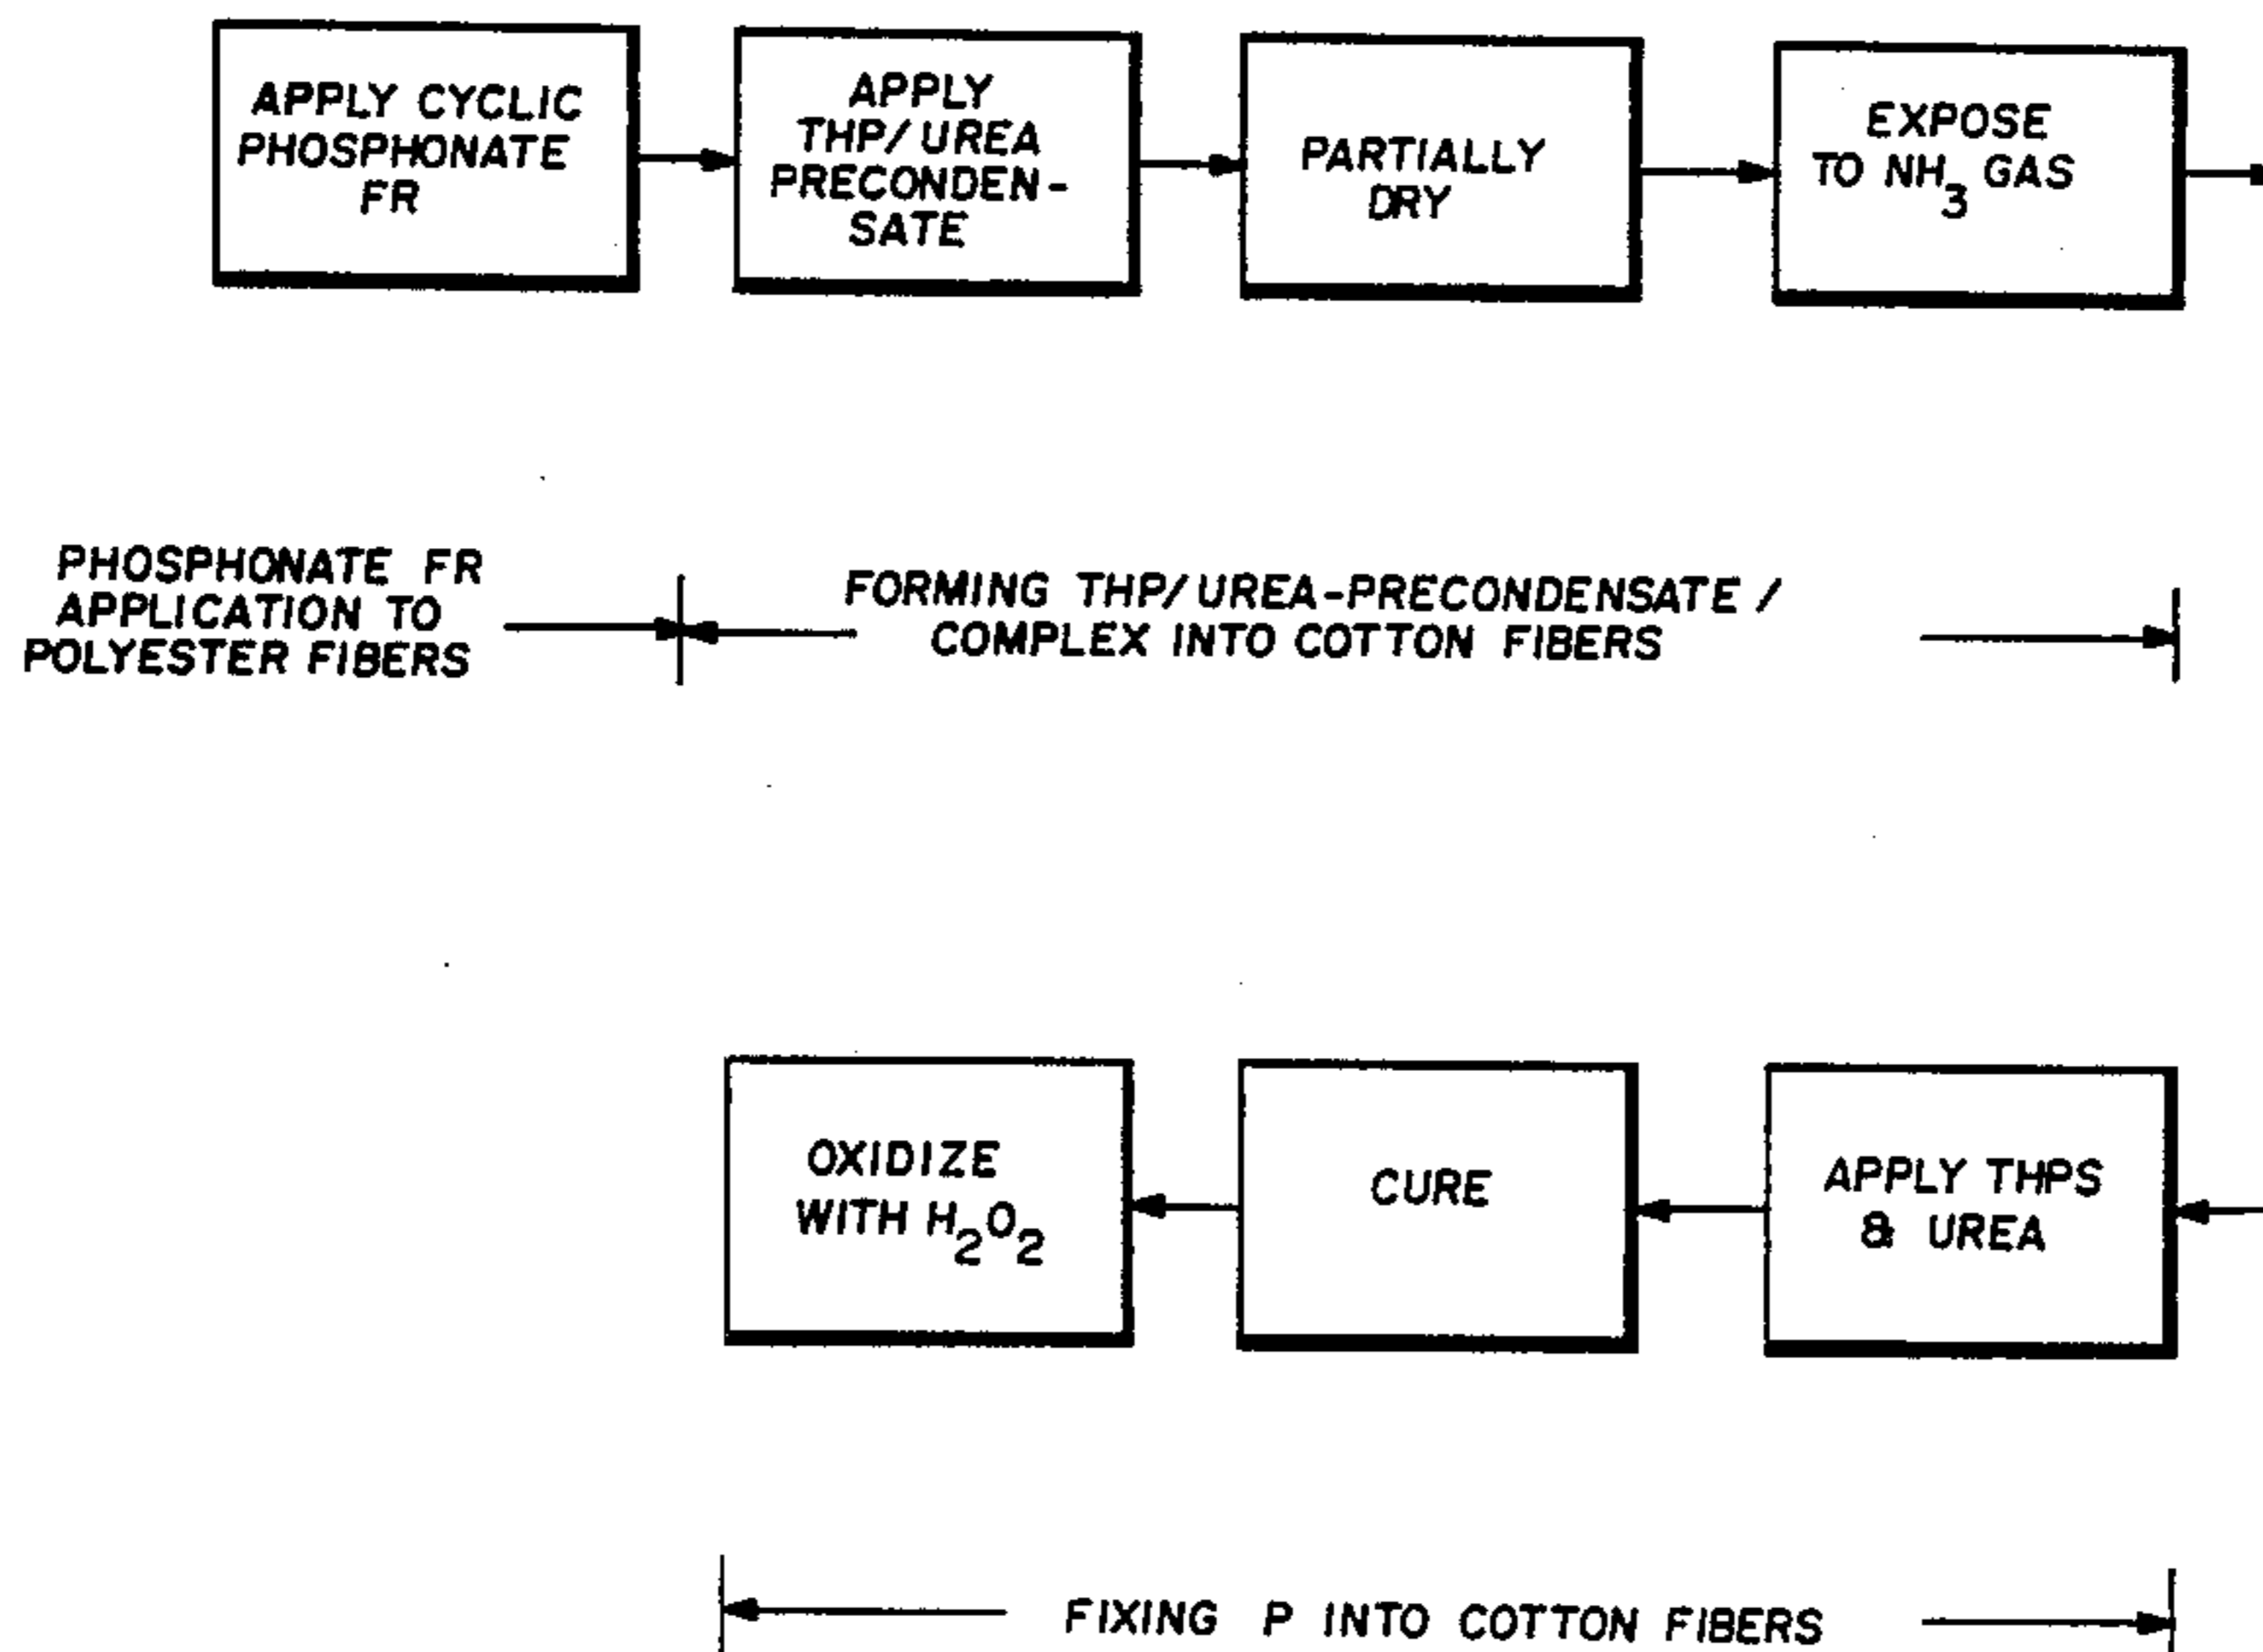 APPLY CYCLIC
PHOSPHONATE
FR
APPLY
THP/UREA
PRECONDEN-
SATE
PARTIALLY
DRY
EXPOSE
TO NH3 GAS
PHOSPHONATE FR
APPLICATION TO
POLYESTER FIBERS
FORMING THP/UREA-PRECONDENSATE /
COMPLEX INTO COTTON FIBERS
OXIDIZE
WITH H2O2
CURE
APPLY THPS
& UREA
FIXING P INTO COTTON FIBERS